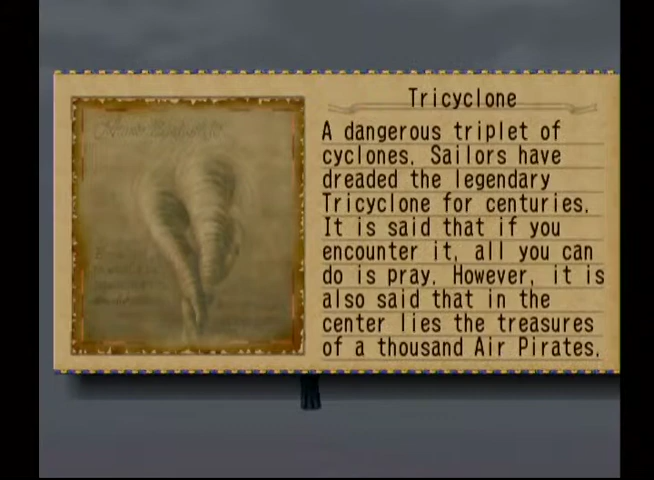 Tricyclone
A dangerous triplet of
cyclones. Sailors have
dreaded the legendary
Tricyclone for centuries.
It is said that if you
encounter it, all you can
do is pray. However, it is
also said that in the
center lies the treasures
of a thousand Air Pirates.